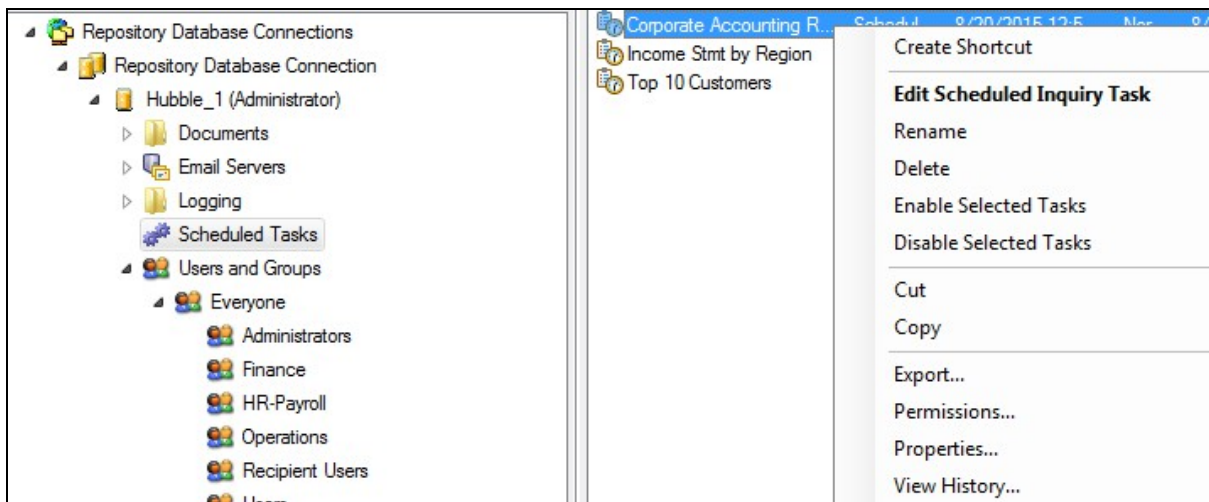 Repository Database Connections
Repository Database Connection
Hubble_1 (Administrator)
Documents
Email Servers
Logging
Scheduled Tasks
Users and Groups
Everyone
Administrators
Finance
HR-Payroll
Operations
Recipient Users
Corporate Accounting R...
Income Stmt by Region
Top 10 Customers
Create Shortcut
Edit Scheduled Inquiry Task
Rename
Delete
Enable Selected Tasks
Disable Selected Tasks
Cut
Copy
Export...
Permissions...
Properties...
View History...